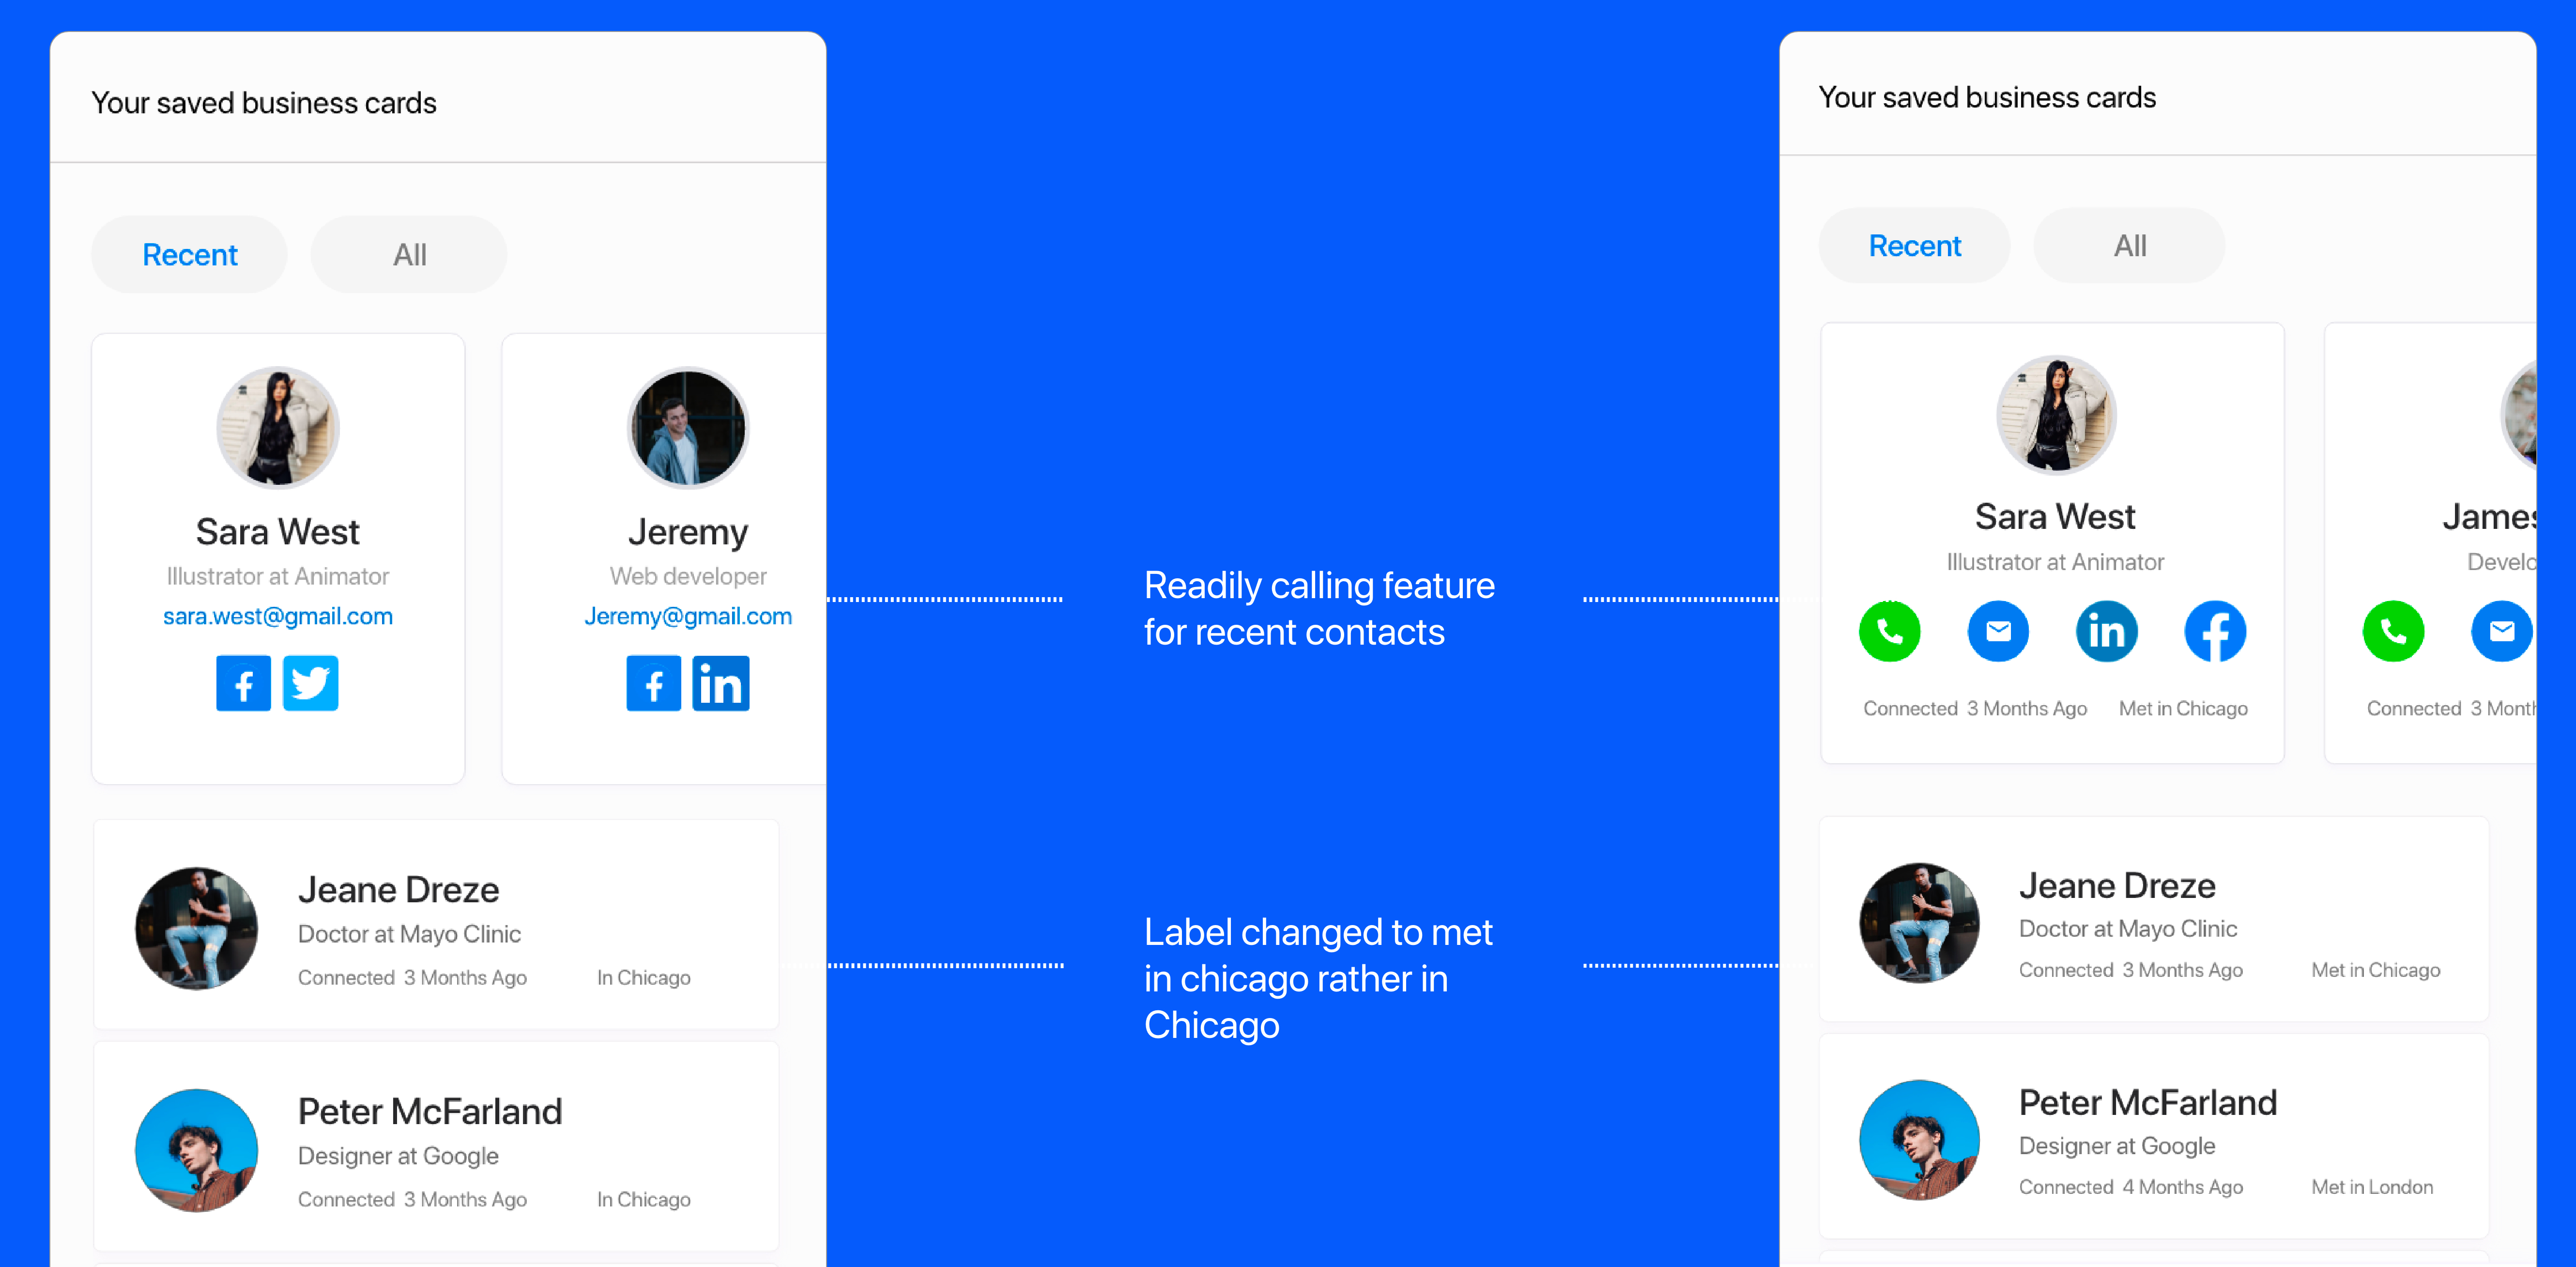 Your saved business cards
Recent
All
Sara West
Illustrator at Animator
sara.west@gmail.com
Jeremy
Web developer
Jeremy@gmail.com
Jeane Dreze
Doctor at Mayo Clinic
Connected 3 Months Ago In Chicago
Peter McFarland
Designer at Google
Connected 3 Months Ago In Chicago
Readily calling feature
for recent contacts
Label changed to met
in chicago rather in
Chicago
Your saved business cards
Recent
All
Sara West
Illustrator at Animator
in
Connected 3 Months Ago Met in Chicago
James
Develo
Connected 3 Month
Jeane Dreze
Doctor at Mayo Clinic
Connected 3 Months Ago Met in Chicago
Peter McFarland
Designer at Google
Connected 4 Months Ago Met in London